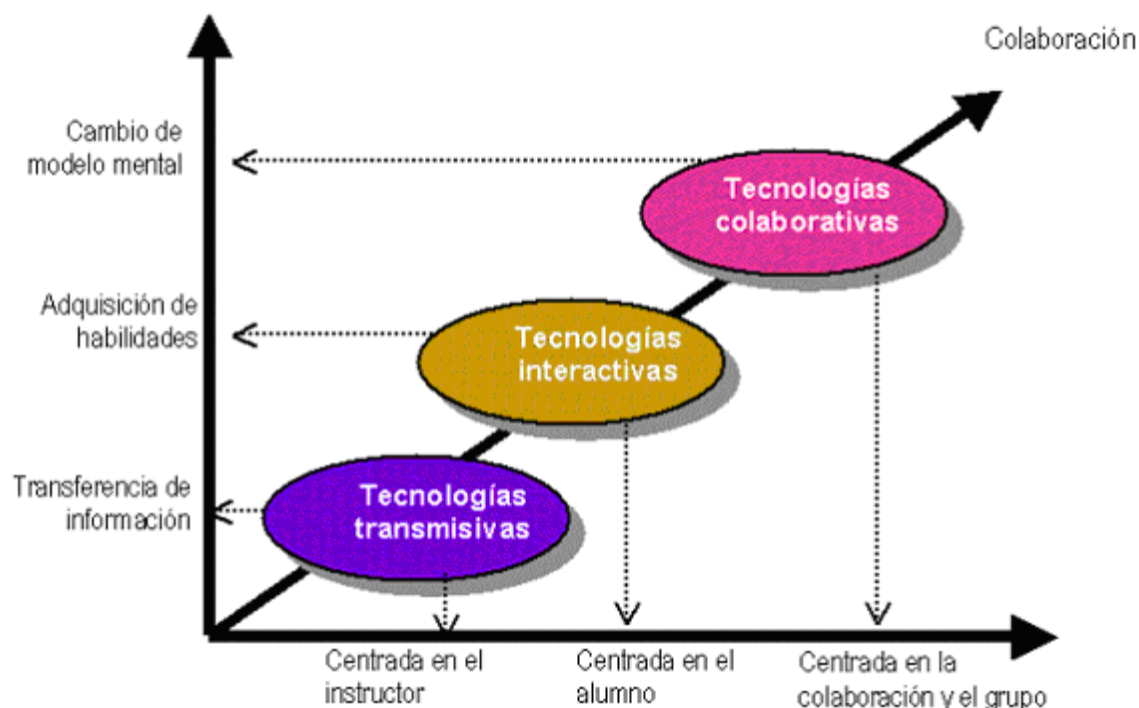 Colaboración
Cambio de
modelo mental
Tecnologías
colaborativas
Adquisición de
habilidades
Tecnologías
interactivas
Transferencia de
información
Tecnologías
transmisivas
Centrada en el
instructor
Centrada en el
alumno
Centrada en la
colaboración y el grupo